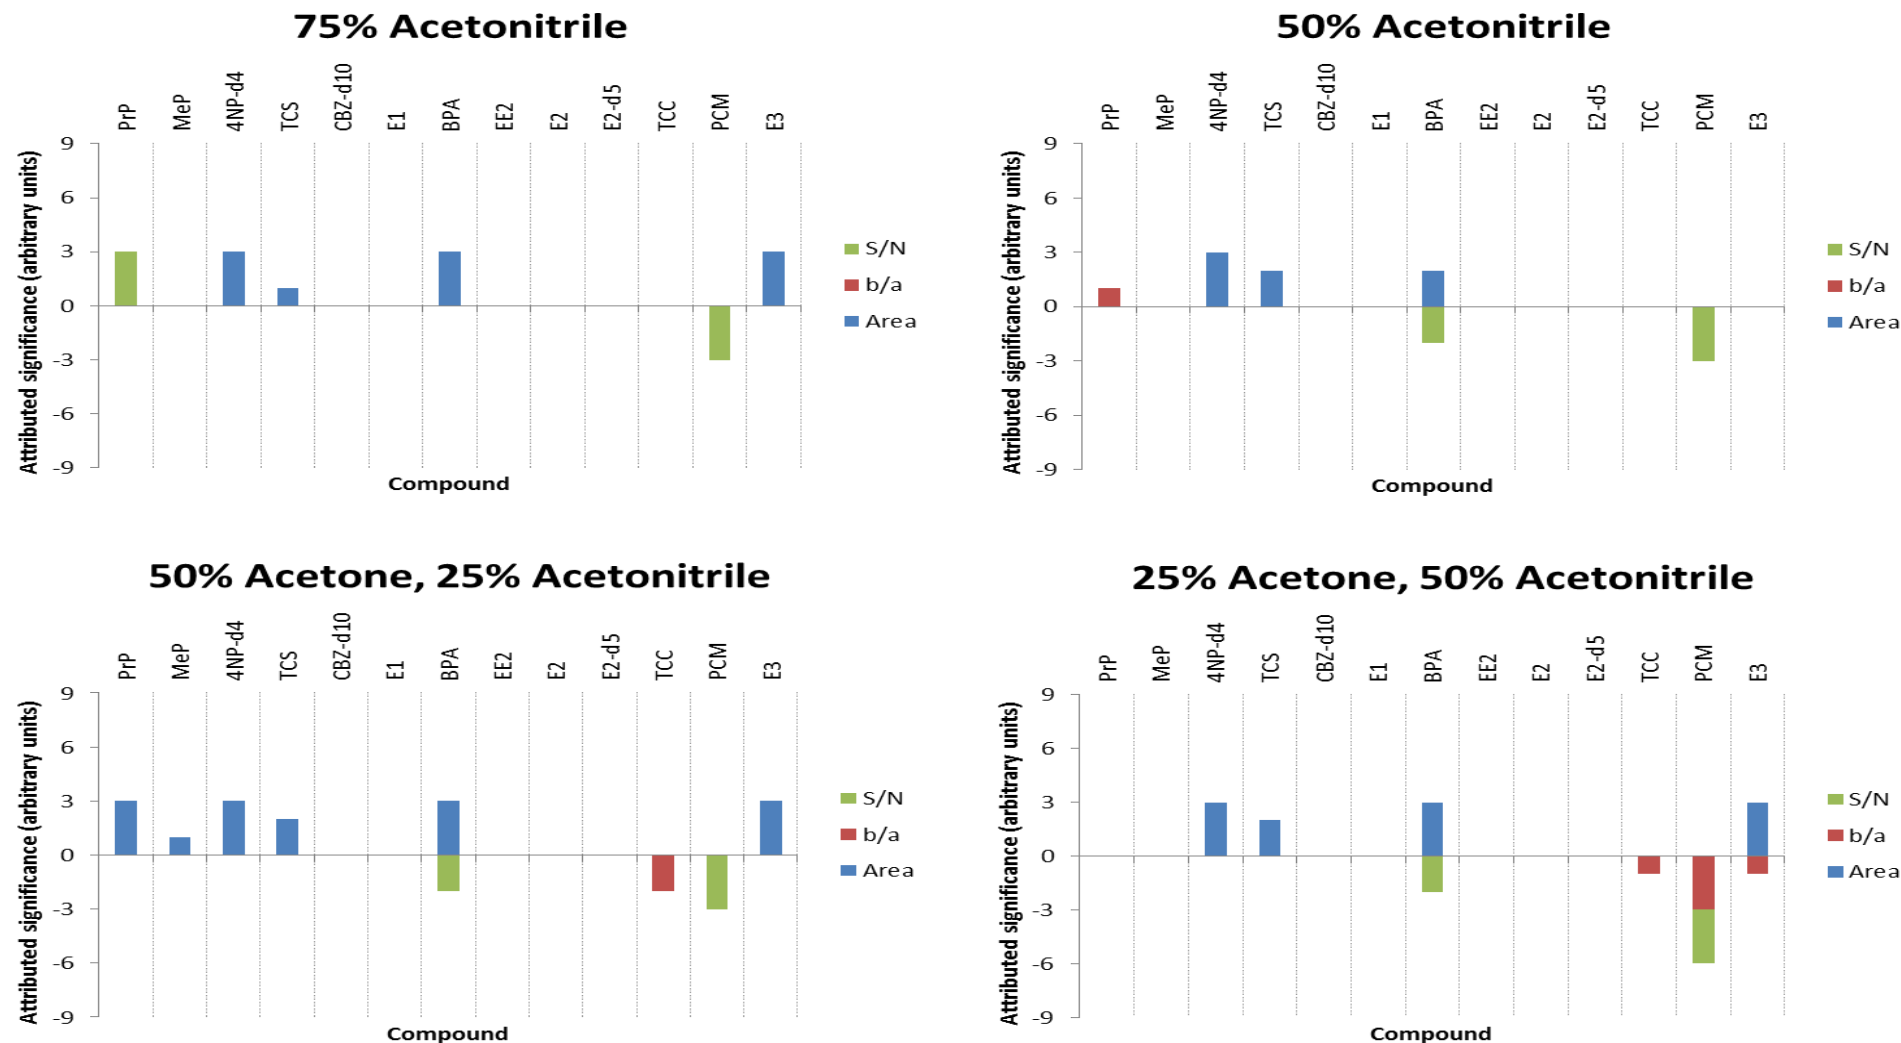 75% Acetonitrile
PrP MeP 4NP-d4 TCS CBZ-d10 E1 BPA EE2 E2 E2-d5 TCC PCM E3
Attributed significance (arbitrary units)
9
6
3
0
-3
-6
-9
S/N
b/a
Area
Compound
50% Acetonitrile
PrP MeP 4NP-d4 TCS CBZ-d10 E1 BPA EE2 E2 E2-d5 TCC PCM E3
Attributed significance (arbitrary units)
9
6
3
0
-3
-6
-9
S/N
b/a
Area
Compound
50% Acetone, 25% Acetonitrile
PrP MeP 4NP-d4 TCS CBZ-d10 E1 BPA EE2 E2 E2-d5 TCC PCM E3
Attributed significance (arbitrary units)
9
6
3
0
-3
-6
-9
S/N
b/a
Area
Compound
25% Acetone, 50% Acetonitrile
PrP MeP 4NP-d4 TCS CBZ-d10 E1 BPA EE2 E2 E2-d5 TCC PCM E3
Attributed significance (arbitrary units)
9
6
3
0
-3
-6
-9
S/N
b/a
Area
Compound